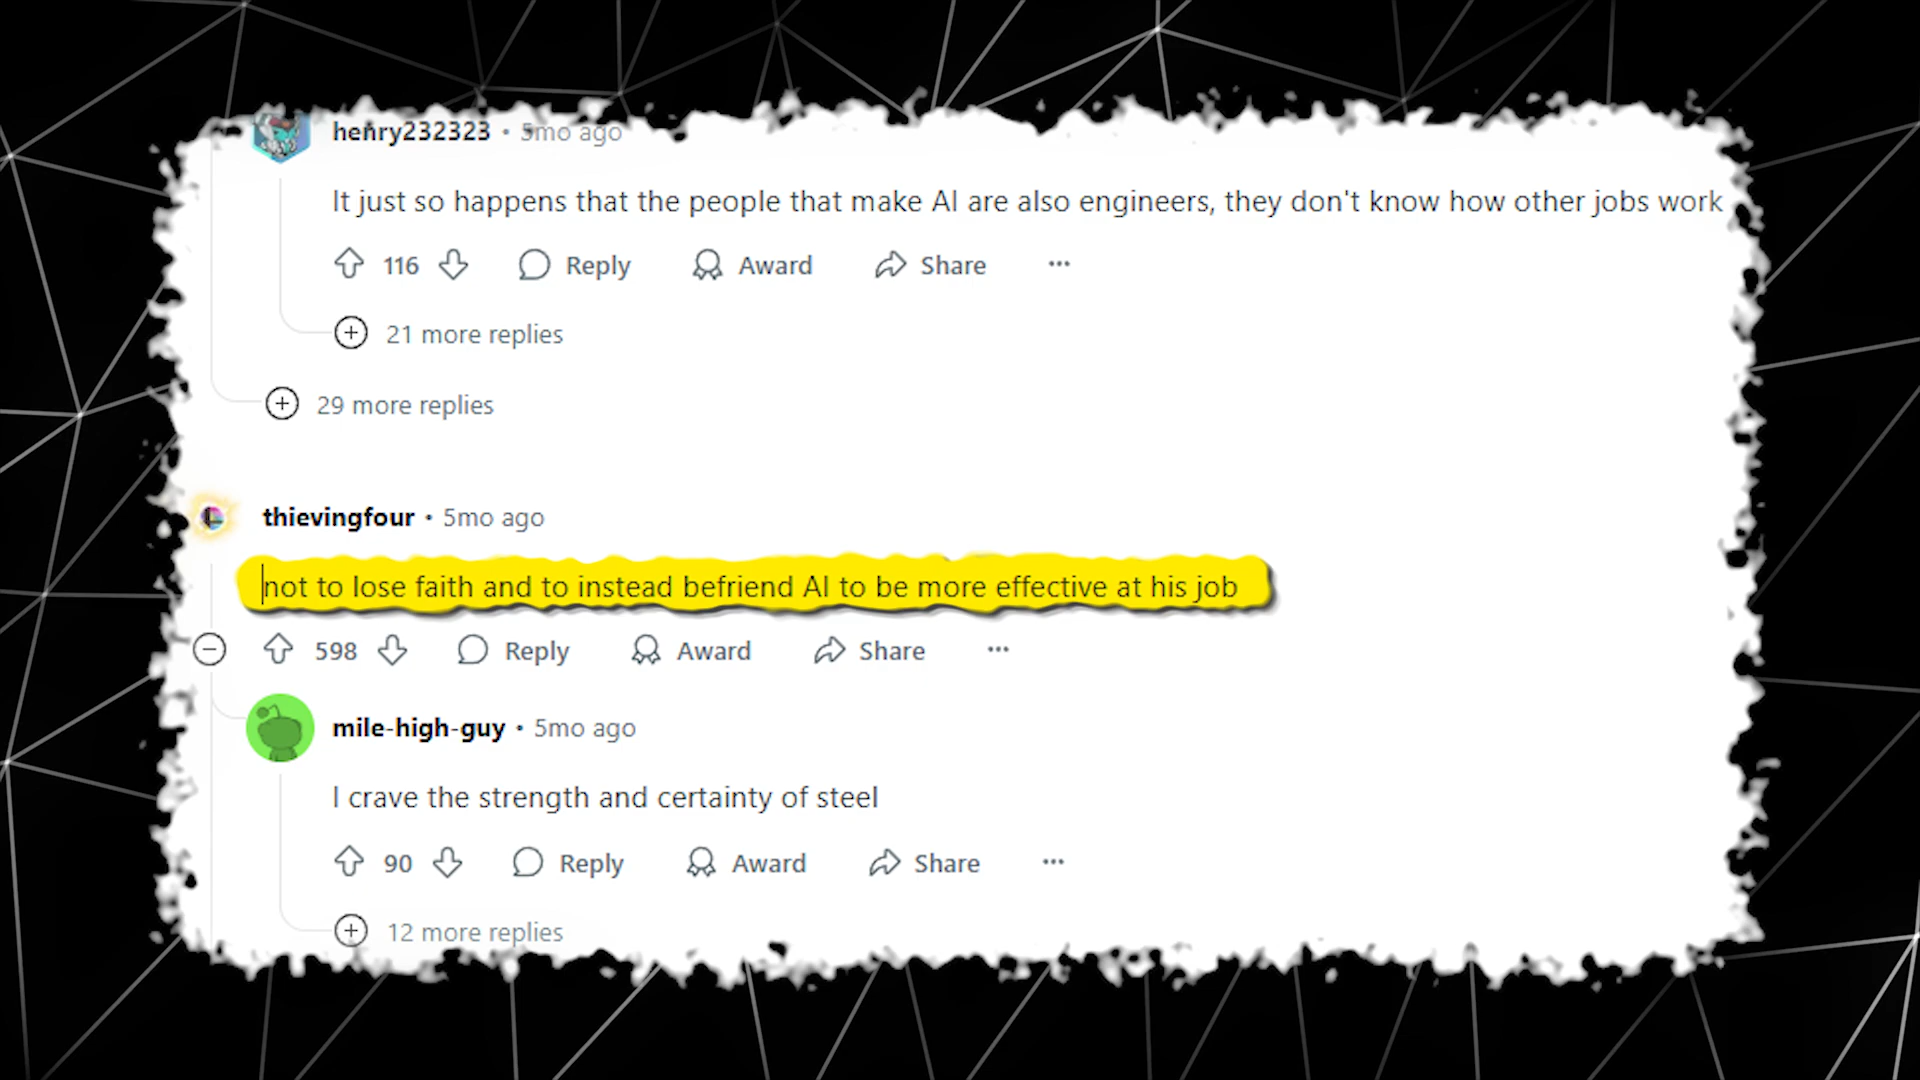 henry232323 • 5mo ago
It just so happens that the people that make AI are also engineers, they don't know how other jobs work
116 Reply Award Share ...
21 more replies
29 more replies
thievingfour • 5mo ago
not to lose faith and to instead befriend AI to be more effective at his job
598 Reply Award Share ...
mile-high-guy • 5mo ago
I crave the strength and certainty of steel
90 Reply Award Share ...
12 more replies